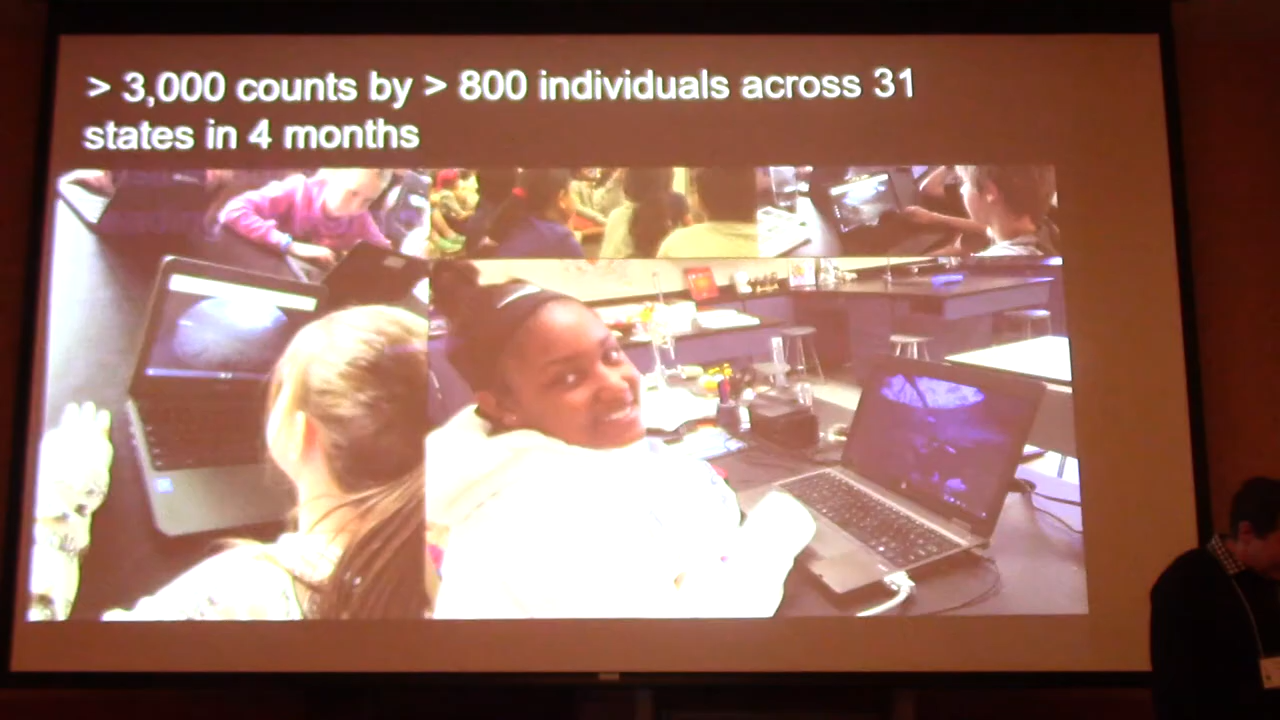 > 3,000 counts by > 800 individuals across 31
states in 4 months